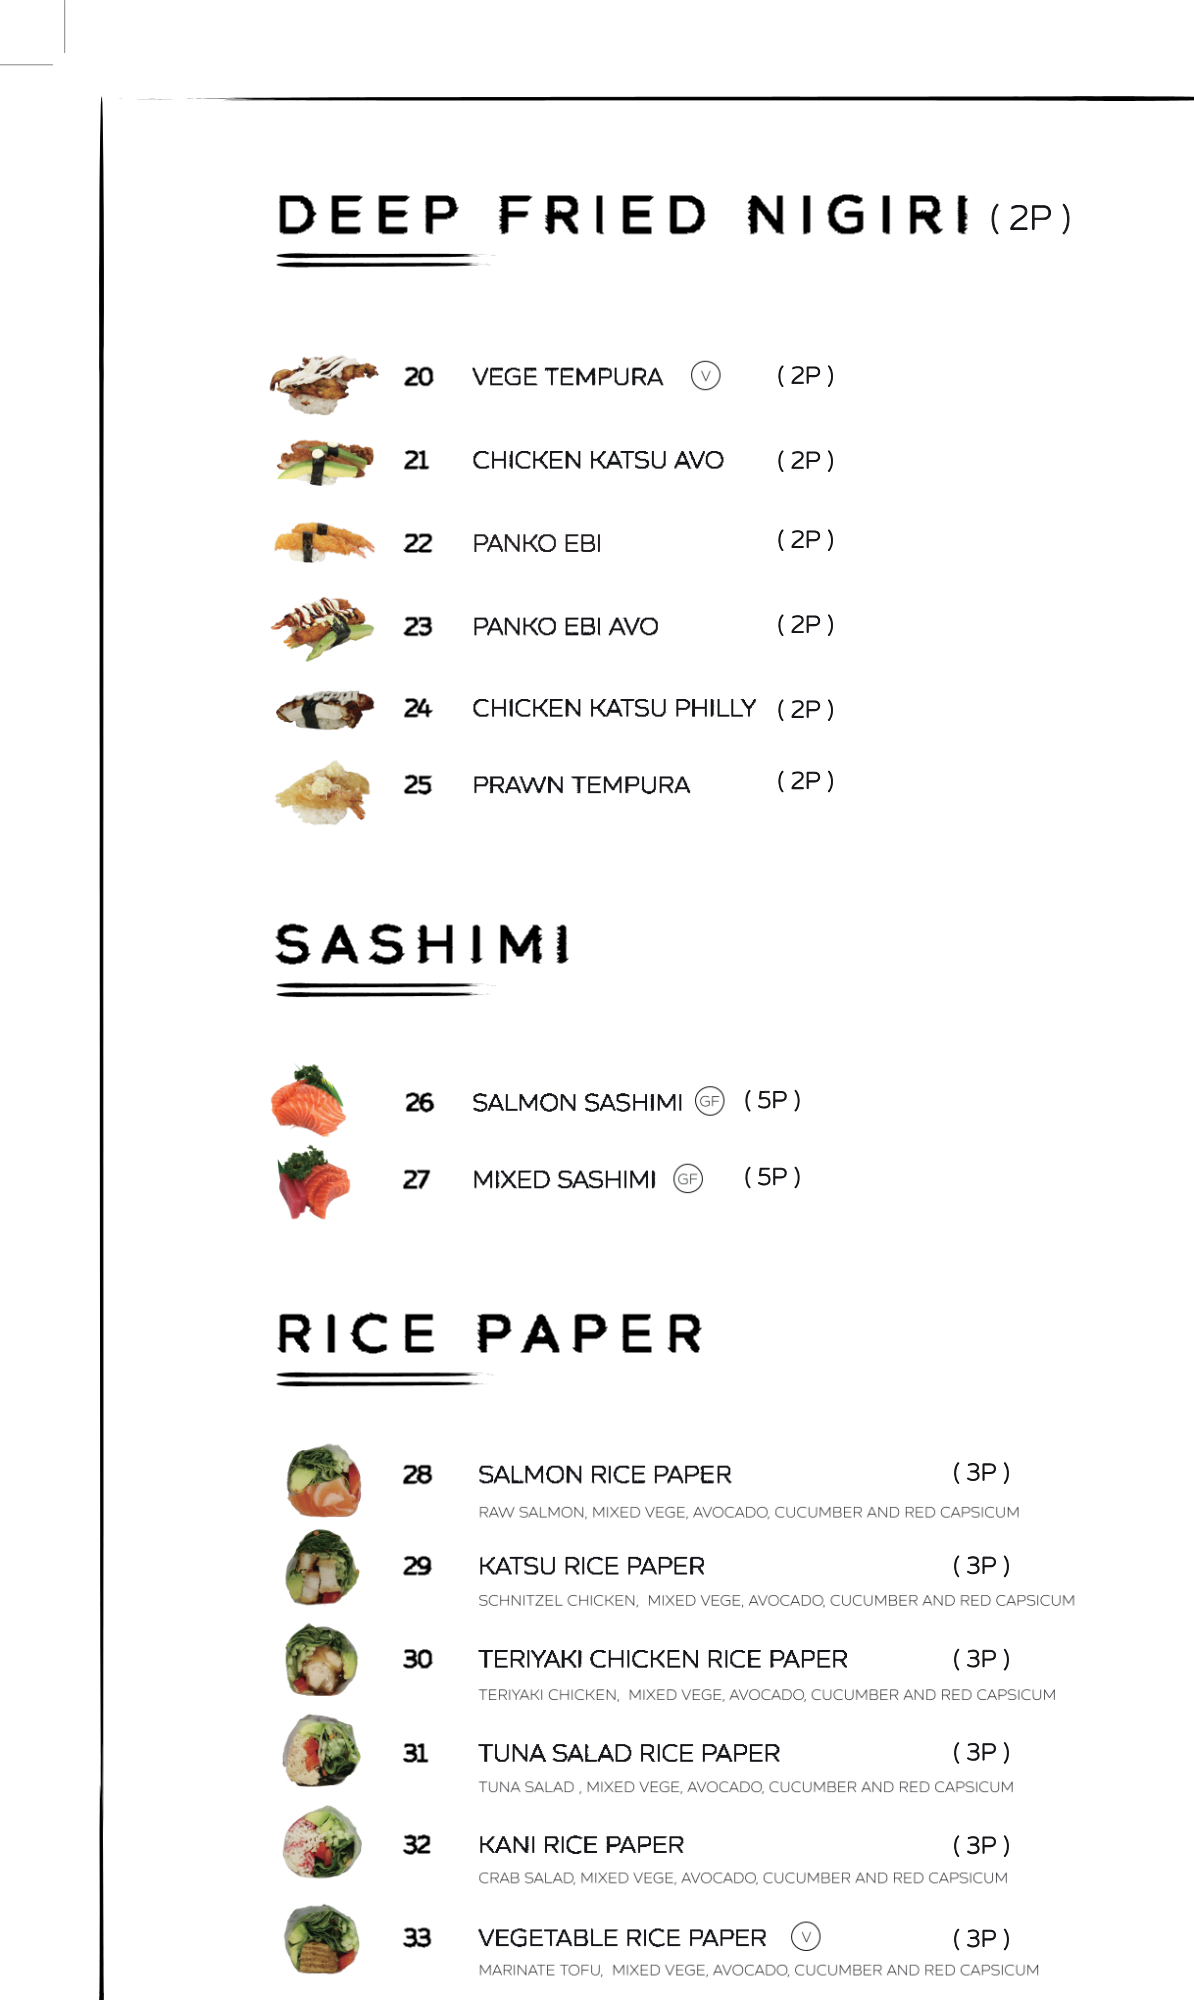 DEEP FRIED NIGIRI ( 2P )
20 VEGE TEMPURA V ( 2P )
21 CHICKEN KATSU AVO ( 2P )
22 PANKO EBI ( 2P )
23 PANKO EBI AVO ( 2P )
24 CHICKEN KATSU PHILLY ( 2P )
25 PRAWN TEMPURA ( 2P )
SASHIMI
26 SALMON SASHIMI GF ( 5P )
27 MIXED SASHIMI GF ( 5P )
RICE PAPER
28 SALMON RICE PAPER ( 3P )
RAW SALMON, MIXED VEGE, AVOCADO, CUCUMBER AND RED CAPSICUM
29 KATSU RICE PAPER ( 3P )
SCHNITZEL CHICKEN, MIXED VEGE, AVOCADO, CUCUMBER AND RED CAPSICUM
30 TERIYAKI CHICKEN RICE PAPER ( 3P )
TERIYAKI CHICKEN, MIXED VEGE, AVOCADO, CUCUMBER AND RED CAPSICUM
31 TUNA SALAD RICE PAPER ( 3P )
TUNA SALAD , MIXED VEGE, AVOCADO, CUCUMBER AND RED CAPSICUM
32 KANI RICE PAPER ( 3P )
CRAB SALAD, MIXED VEGE, AVOCADO, CUCUMBER AND RED CAPSICUM
33 VEGETABLE RICE PAPER V ( 3P )
MARINATE TOFU, MIXED VEGE, AVOCADO, CUCUMBER AND RED CAPSICUM